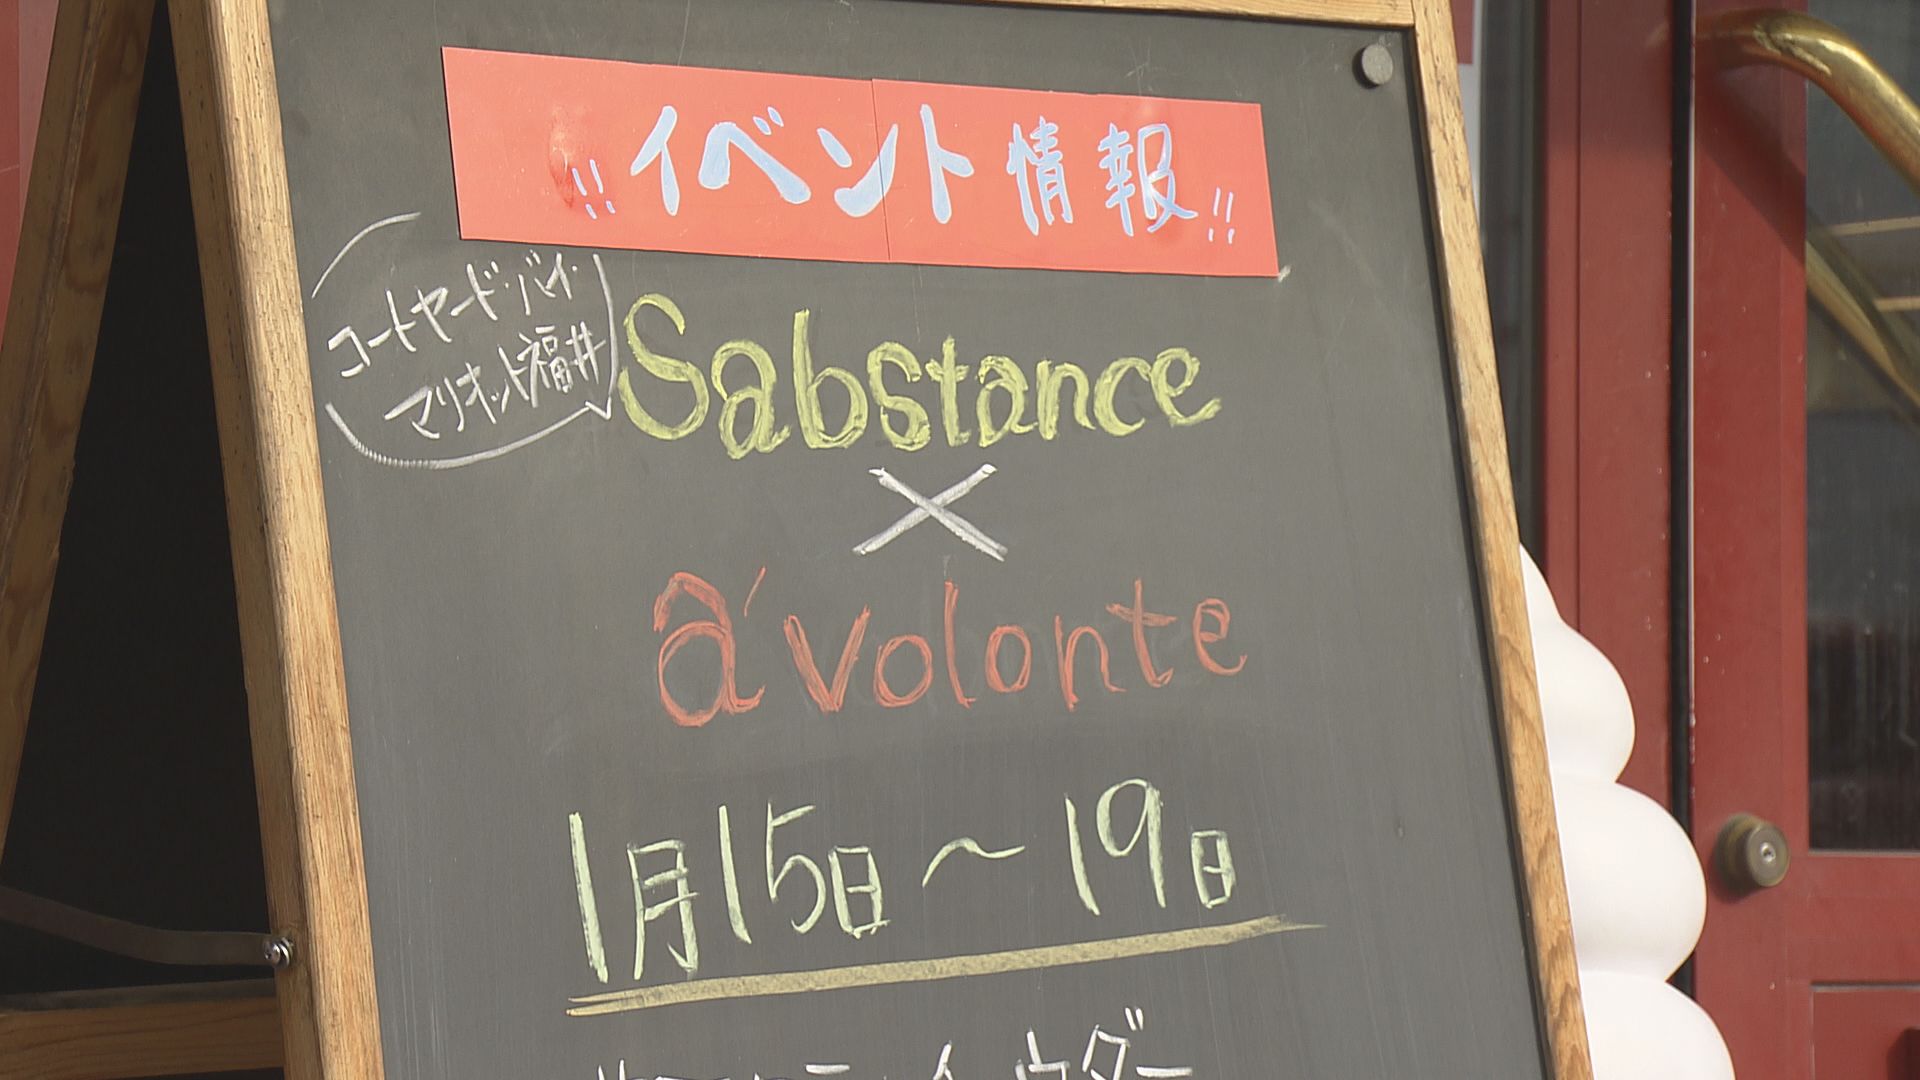 !! イベント情報 !!
コートヤード・バイ・
マリオット福井
Sabstance
×
a'volonte
1月15日～19日